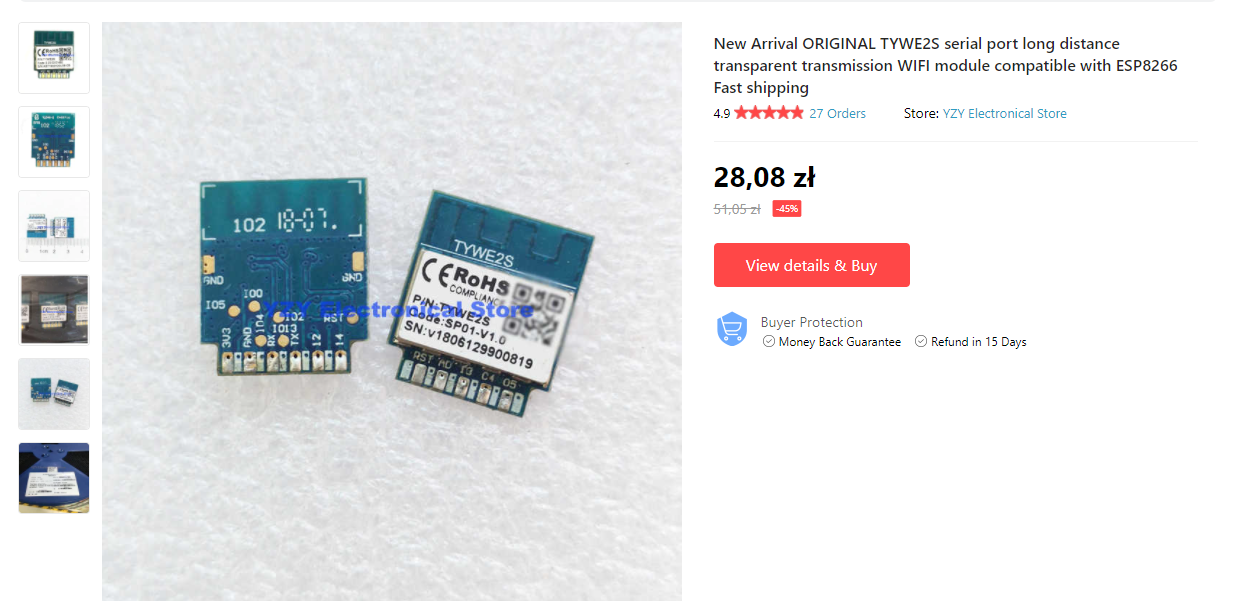 New Arrival ORIGINAL TYWE2S serial port long distance
transparent transmission WIFI module compatible with ESP8266
Fast shipping
4.9 27 Orders Store: YZY Electronical Store
28,08 zł
51,05 zł -45%
View details & Buy
Buyer Protection
Money Back Guarantee Refund in 15 Days
102 18-07.
GND GND
IO5 IO0
IO4 IO2 RST
IO13
3V3 GND RX TX 12 14
YZY Electronical Store
TYWE2S
CE RoHS
COMPLIANCE
P/N:TYWE2S
code:SP01-V1.0
SN:v1806129900819
RST AD 13 C4 05